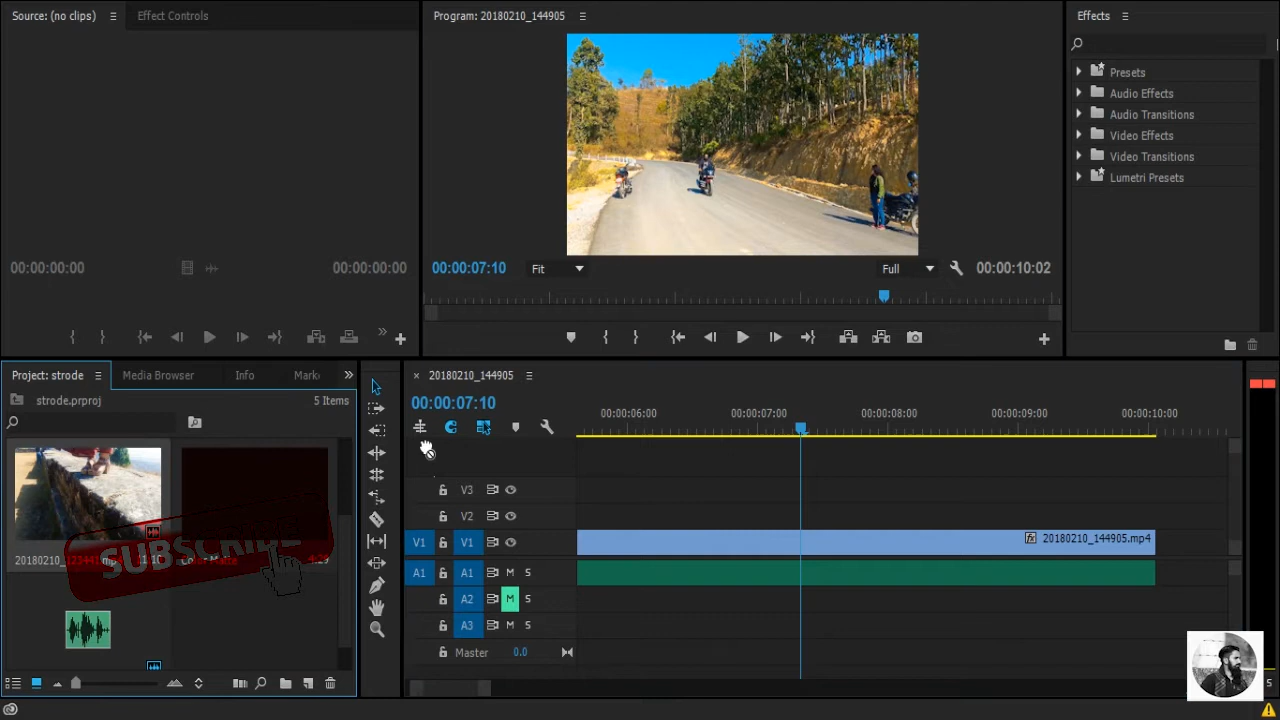 Source: (no clips)
Effect Controls
Program: 20180210_144905
Effects
Presets
Audio Effects
Audio Transitions
Video Effects
Video Transitions
Lumetri Presets
00:00:00:00
00:00:00:00
00:00:07:10
Fit
Full
00:00:10:02
Project: strode
Media Browser
Info
Mark
strode.prproj
5 Items
SUBSCRIBE
4:29
20180210_144905
00:00:07:10
00:00:06:00
00:00:07:00
00:00:08:00
00:00:09:00
00:00:10:00
V3
V2
V1 V1
20180210_144905.mp4
A1 A1 M S
A2 M S
A3 M S
Master 0.0
S